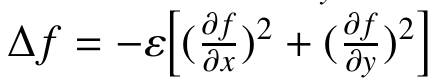 Δf = −ε[(∂f/∂x)² + (∂f/∂y)²]